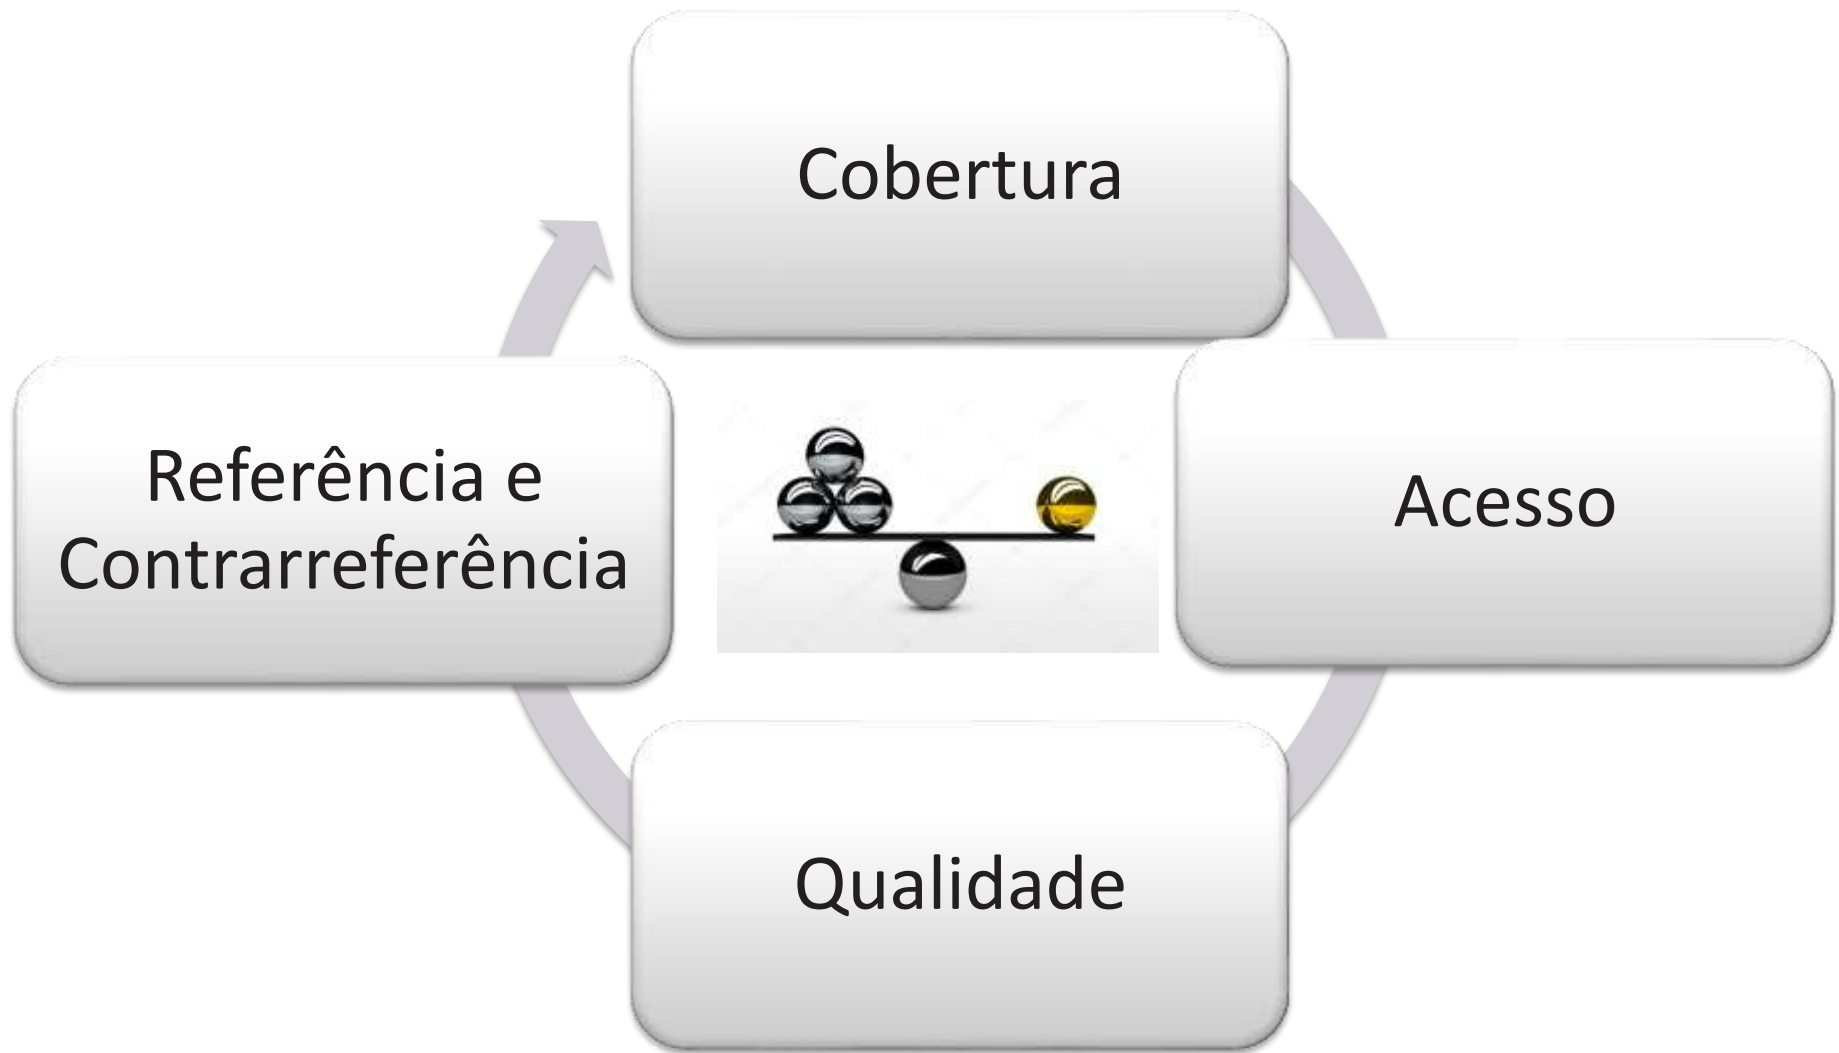 Cobertura
Acesso
Qualidade
Referência e
Contrarreferência